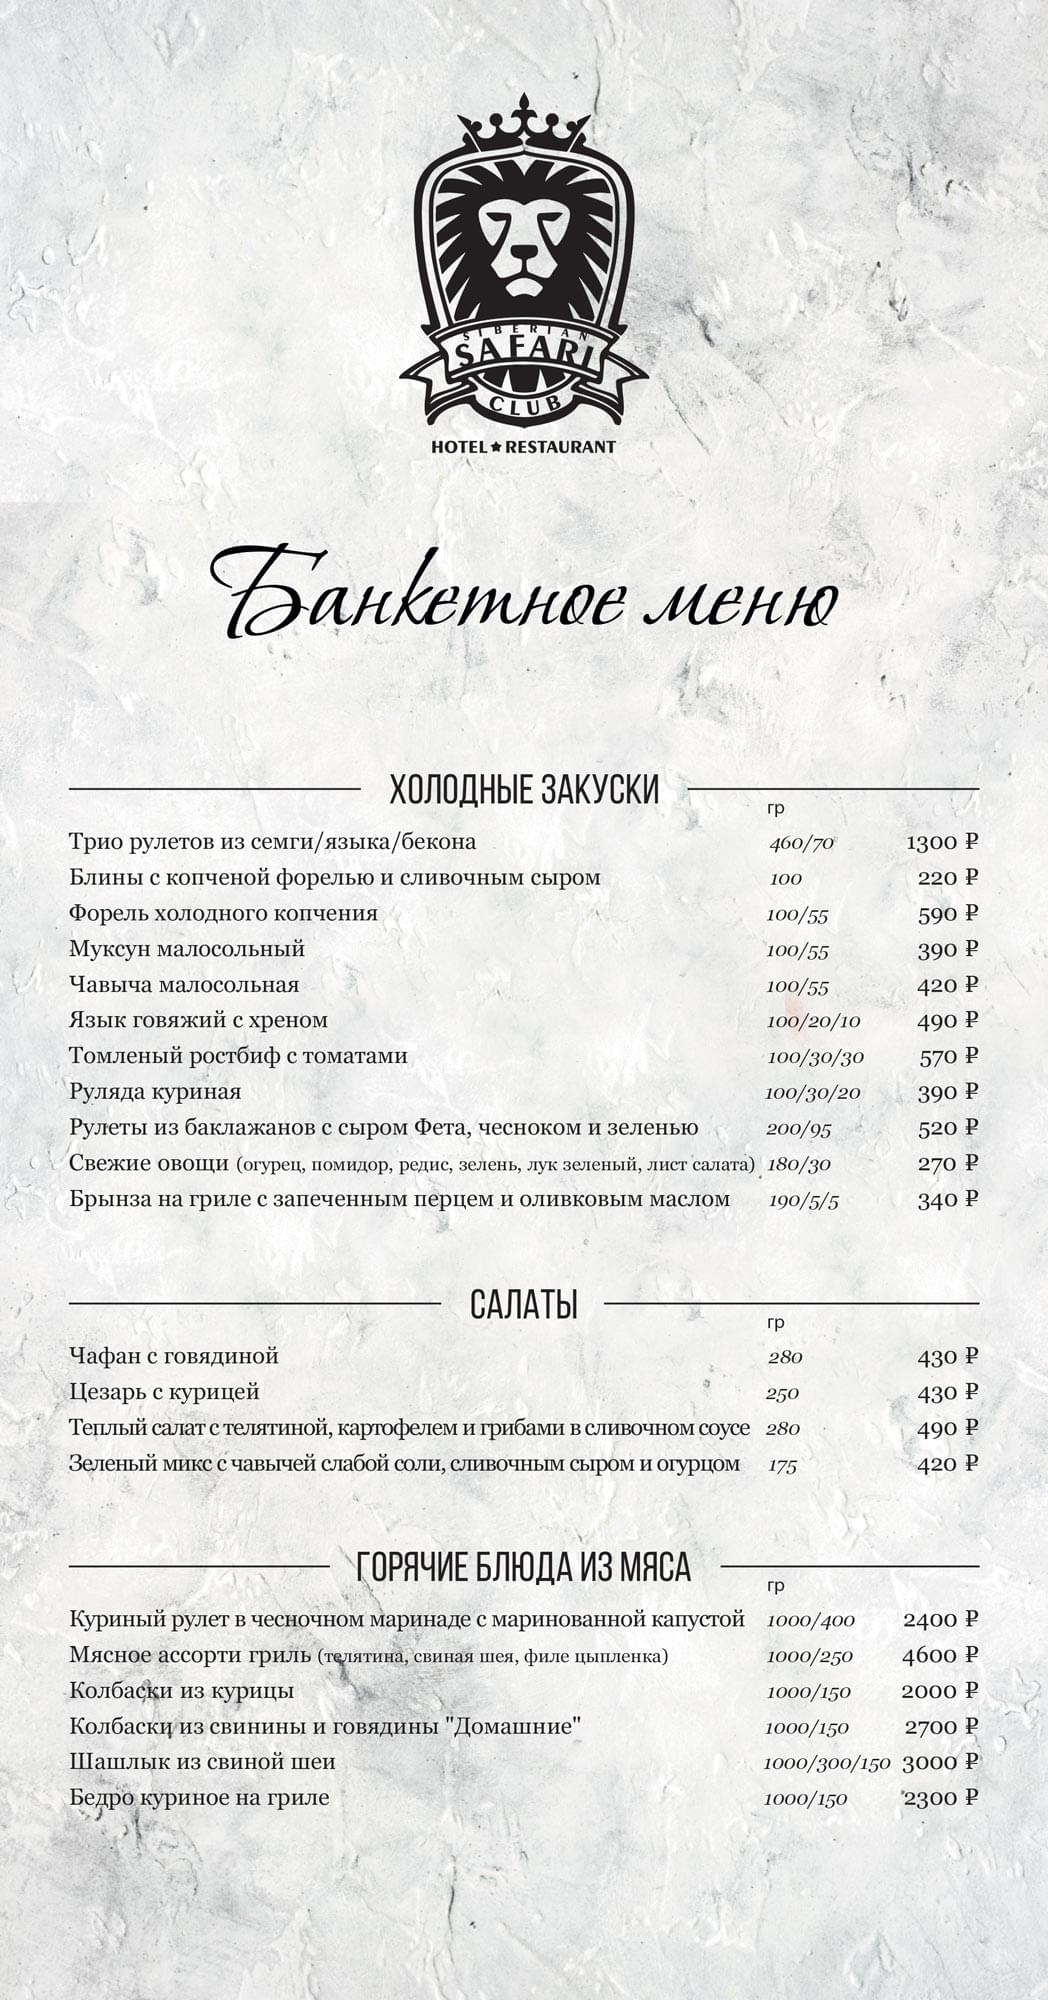 SIBERIAN
SAFARI
CLUB
HOTEL★RESTAURANT
Банкетное меню
ХОЛОДНЫЕ ЗАКУСКИ
гр
Трио рулетов из семги/языка/бекона 460/70 1300 ₽
Блины с копченой форелью и сливочным сыром 100 220 ₽
Форель холодного копчения 100/55 590 ₽
Муксун малосольный 100/55 390 ₽
Чавыча малосольная 100/55 420 ₽
Язык говяжий с хреном 100/20/10 490 ₽
Томленый ростбиф с томатами 100/30/30 570 ₽
Руляда куриная 100/30/20 390 ₽
Рулеты из баклажанов с сыром Фета, чесноком и зеленью 200/95 520 ₽
Свежие овощи (огурец, помидор, редис, зелень, лук зеленый, лист салата) 180/30 270 ₽
Брынза на гриле с запеченным перцем и оливковым маслом 190/5/5 340 ₽
САЛАТЫ
гр
Чафан с говядиной 280 430 ₽
Цезарь с курицей 250 430 ₽
Теплый салат с телятиной, картофелем и грибами в сливочном соусе 280 490 ₽
Зеленый микс с чавычей слабой соли, сливочным сыром и огурцом 175 420 ₽
ГОРЯЧИЕ БЛЮДА ИЗ МЯСА
гр
Куриный рулет в чесночном маринаде с маринованной капустой 1000/400 2400 ₽
Мясное ассорти гриль (телятина, свиная шея, филе цыпленка) 1000/250 4600 ₽
Колбаски из курицы 1000/150 2000 ₽
Колбаски из свинины и говядины "Домашние" 1000/150 2700 ₽
Шашлык из свиной шеи 1000/300/150 3000 ₽
Бедро куриное на гриле 1000/150 2300 ₽